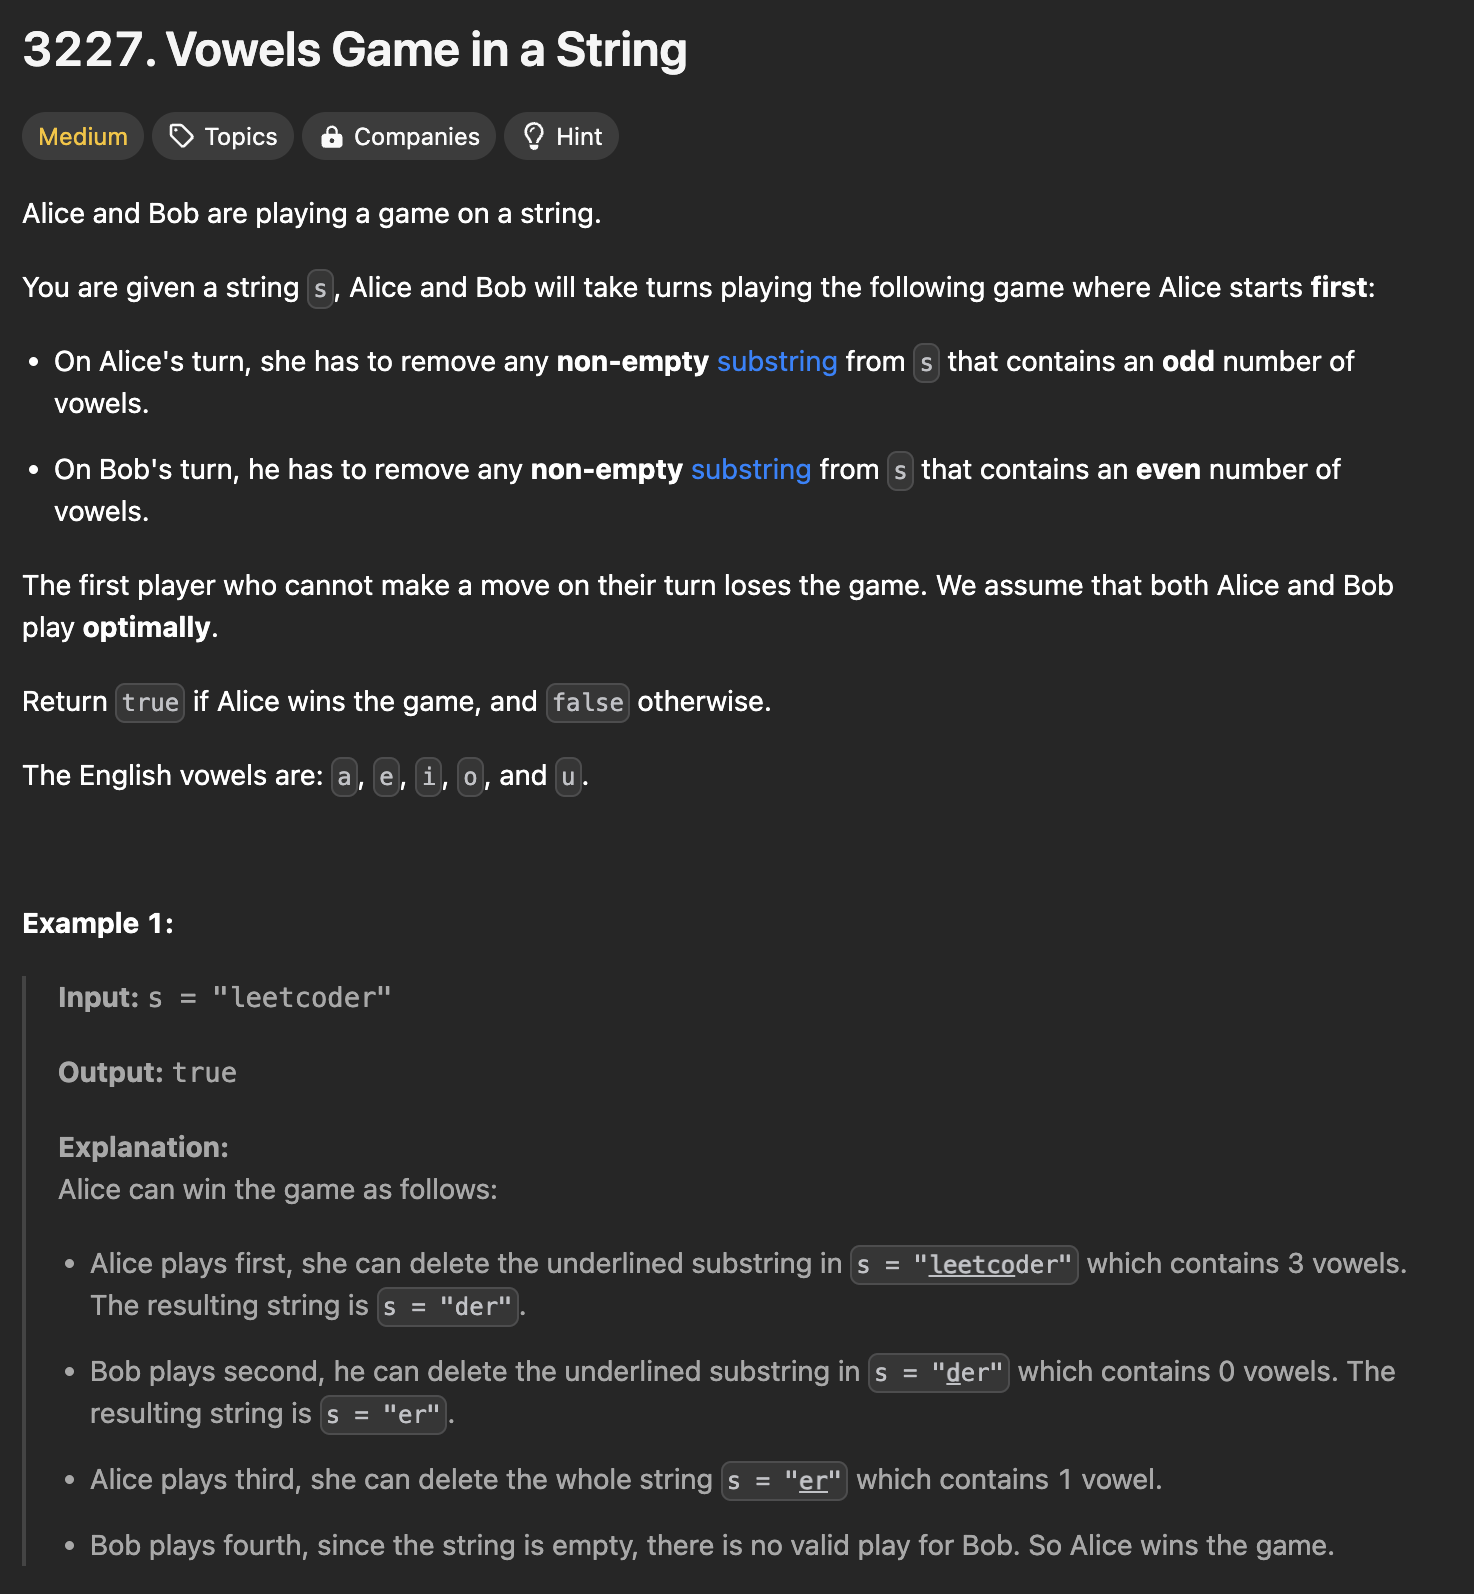 3227. Vowels Game in a String
Medium Topics Companies Hint
Alice and Bob are playing a game on a string.
You are given a string s, Alice and Bob will take turns playing the following game where Alice starts first:
• On Alice's turn, she has to remove any non-empty substring from s that contains an odd number of
vowels.
• On Bob's turn, he has to remove any non-empty substring from s that contains an even number of
vowels.
The first player who cannot make a move on their turn loses the game. We assume that both Alice and Bob
play optimally.
Return true if Alice wins the game, and false otherwise.
The English vowels are: a, e, i, o, and u.
Example 1:
Input: s = "leetcoder"
Output: true
Explanation:
Alice can win the game as follows:
• Alice plays first, she can delete the underlined substring in s = "leetcoder" which contains 3 vowels.
The resulting string is s = "der".
• Bob plays second, he can delete the underlined substring in s = "der" which contains 0 vowels. The
resulting string is s = "er".
• Alice plays third, she can delete the whole string s = "er" which contains 1 vowel.
• Bob plays fourth, since the string is empty, there is no valid play for Bob. So Alice wins the game.